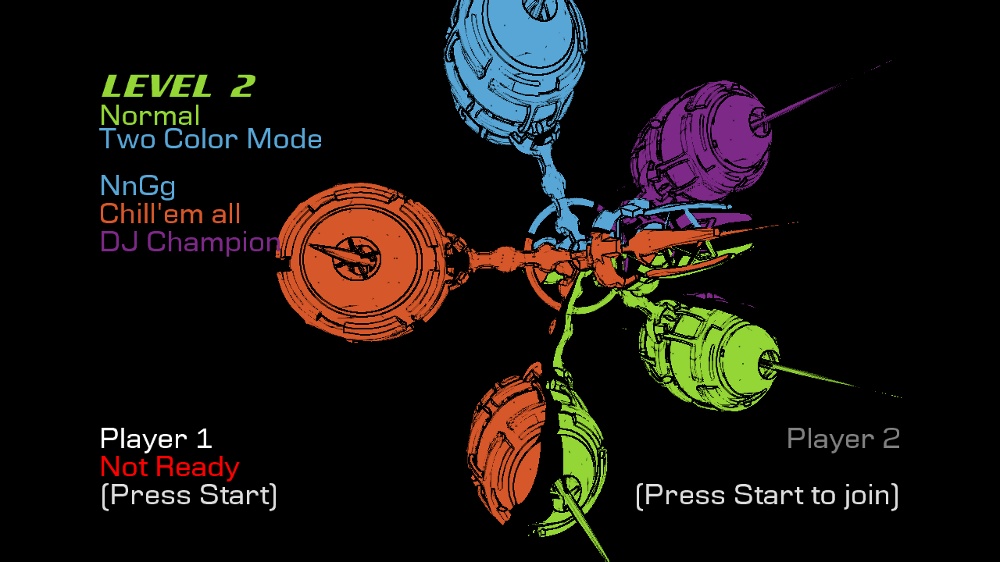 LEVEL 2
Normal
Two Color Mode
NnGg
Chill'em all
DJ Champion
Player 1
Not Ready
(Press Start)
Player 2
(Press Start to join)